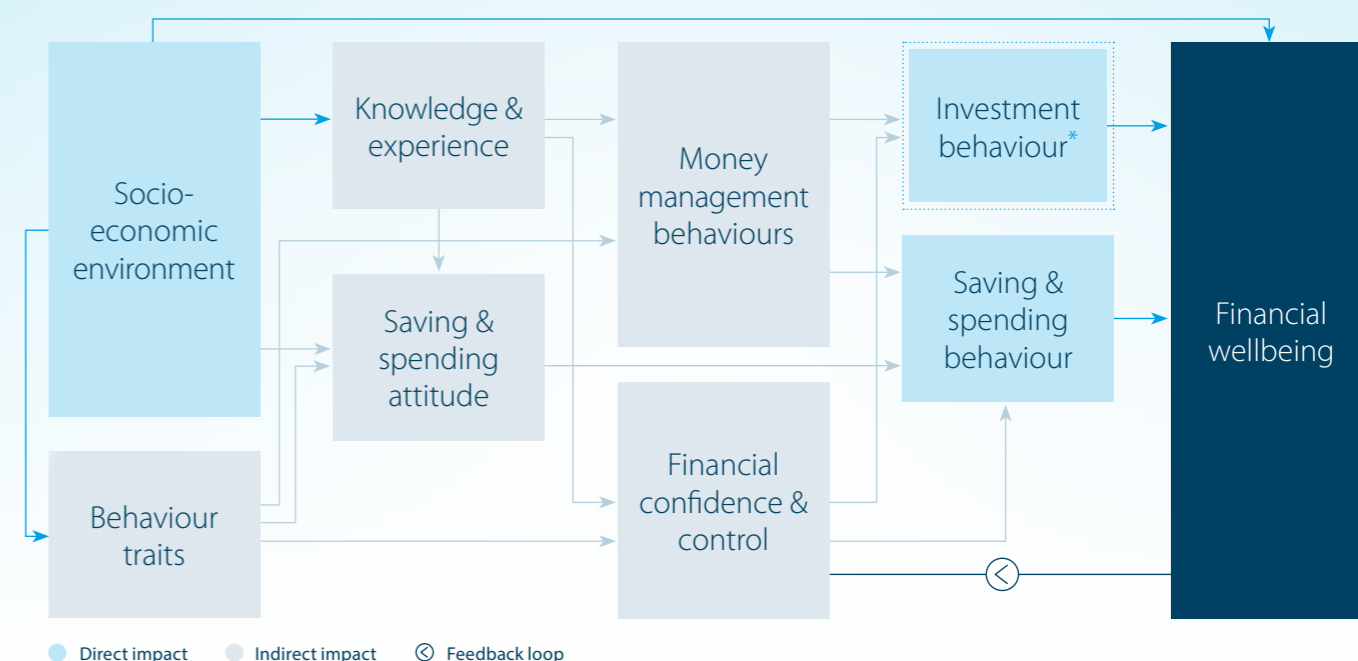 Socio-
economic
environment
Behaviour
traits
Knowledge &
experience
Saving &
spending
attitude
Money
management
behaviours
Financial
confidence &
control
Investment
behaviour*
Saving &
spending
behaviour
Financial
wellbeing
Direct impact
Indirect impact
Feedback loop